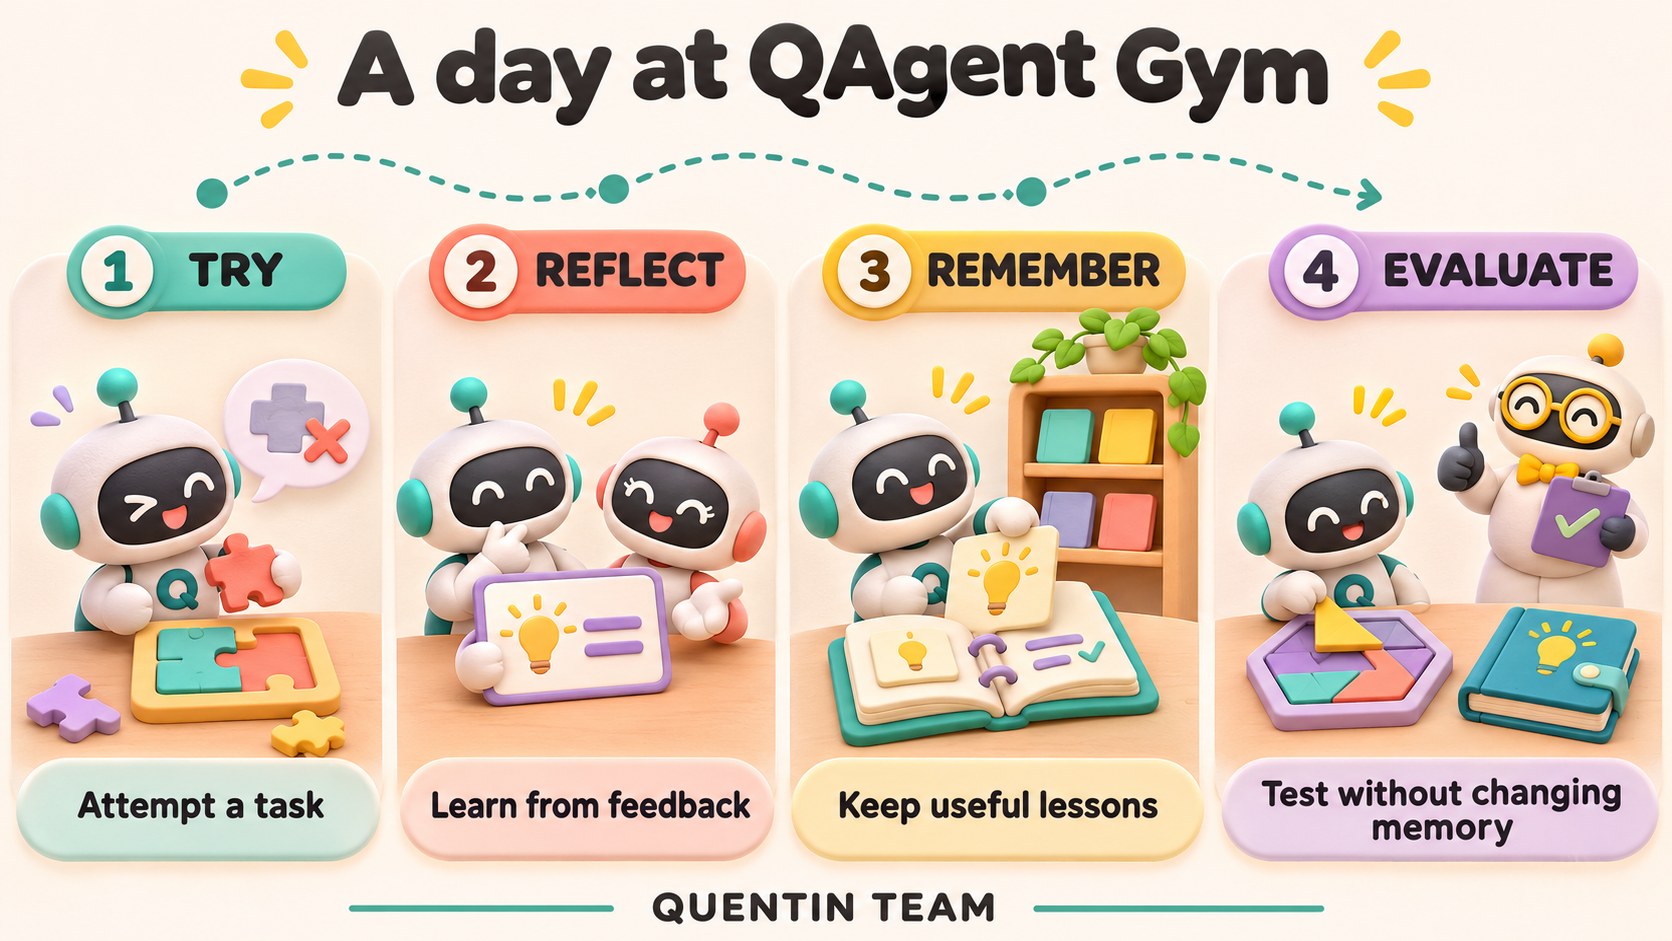 A day at QAgent Gym
1 TRY
2 REFLECT
3 REMEMBER
4 EVALUATE
Q
Q
Q
Attempt a task
Learn from feedback
Keep useful lessons
Test without changing
memory
QUENTIN TEAM